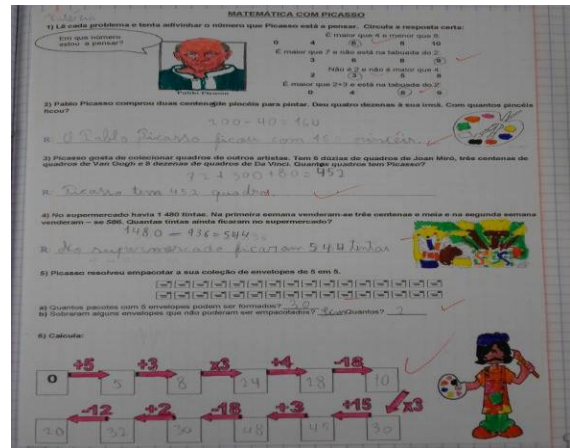 MATEMÁTICA COM PICASSO
1) Lê cada problema e tenta adivinhar o número que Picasso está a pensar. Circula a resposta certa:
Em que número
estou a pensar?
É maior que 4 e menor que 8.
0 4 6 8 10
É maior que 7 e não está na tabuada do 2.
3 6 8 9
Não é 2 e não é maior que 4.
2 3 5 8
É maior que 2+3 e está na tabuada do 2.
0 4 8 9
Pablo Picasso
2) Pablo Picasso comprou duas centenas de pincéis para pintar. Deu quatro dezenas à sua irmã. Com quantos pincéis
ficou?
200-40=160
R: O Pablo Picasso ficou com pincéis.
3) Picasso gosta de colecionar quadros de outros artistas. Tem 6 dúzias de quadros de Joan Miró, três centenas de
quadros de Van Gogh e 8 dezenas de quadros de Da Vinci. Quantos quadros tem Picasso?
72+300+80=452
R: Picasso tem 452 quadros.
4) No supermercado havia 1 480 tintas. Na primeira semana venderam-se três centenas e meia e na segunda semana
venderam – se 586. Quantas tintas ainda ficaram no supermercado?
1480-936=544
R: No supermercado ficaram 544 tintas
5) Picasso resolveu empacotar a sua coleção de envelopes de 5 em 5.
a) Quantos pacotes com 5 envelopes podem ser formados?
b) Sobraram alguns envelopes que não puderam ser empacotados? Quantos?
6) Calcula:
+5 +3 x3 +4 -18
0 5 8 24 28 10
-12 +2 -18 +3 +15 x3
20 32 30 48 45 30